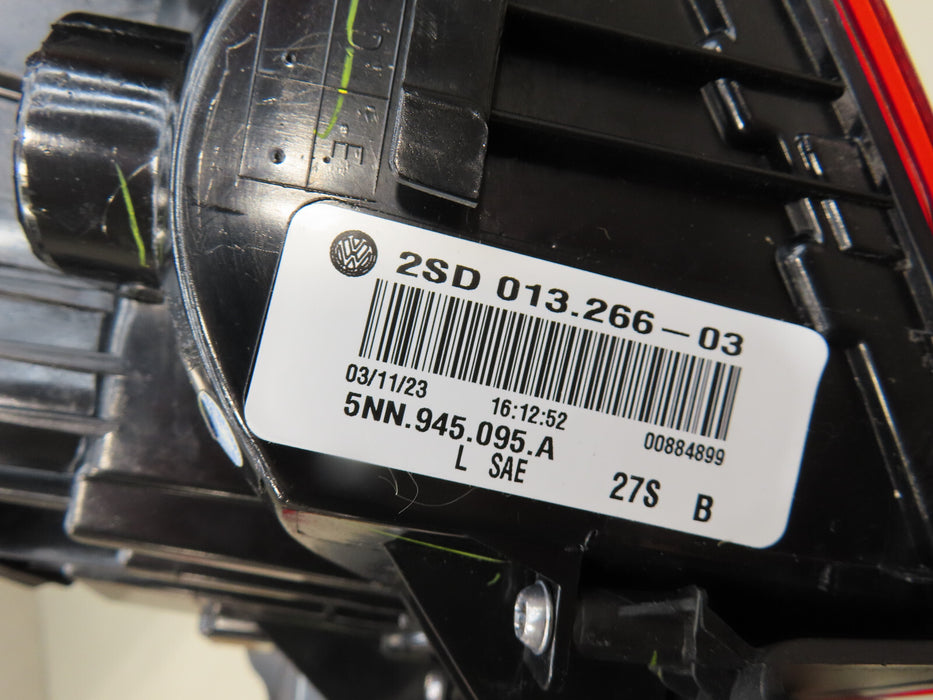 2SD 013.266-03
03/11/23 16:12:52 00884899
5NN.945.095.A
L SAE 27S B